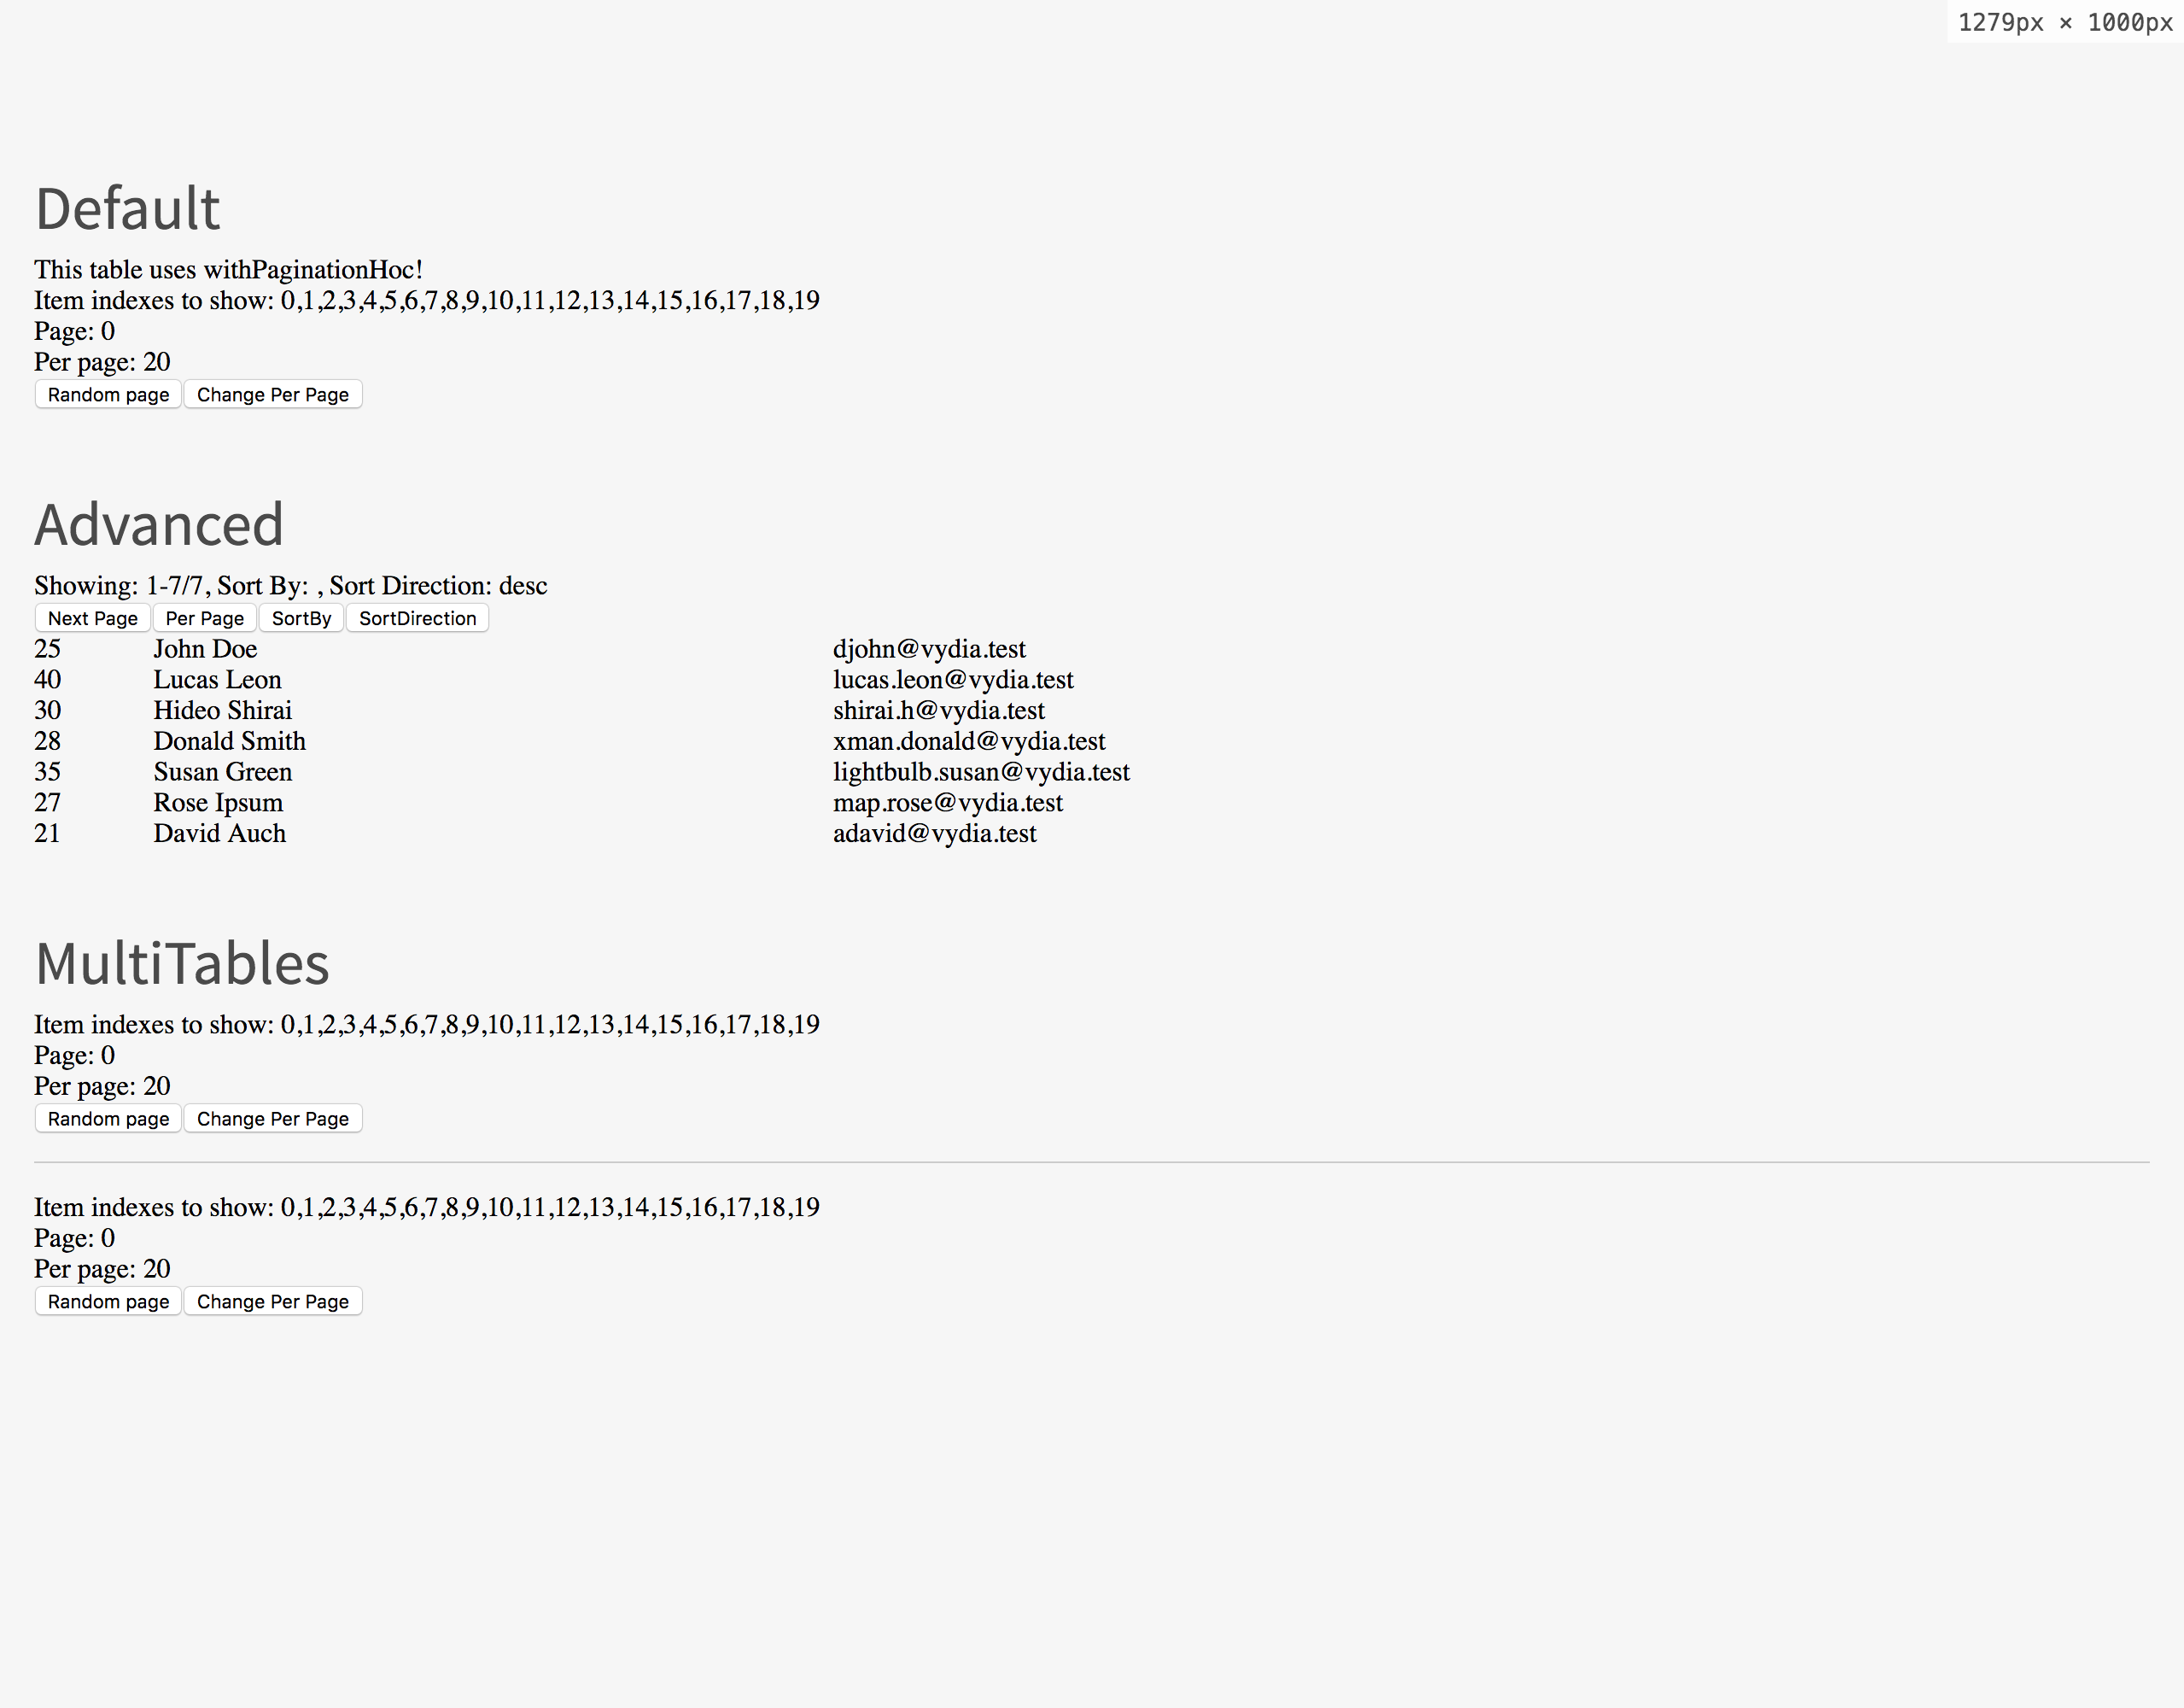 1279px × 1000px
Default
This table uses withPaginationHoc!
Item indexes to show: 0,1,2,3,4,5,6,7,8,9,10,11,12,13,14,15,16,17,18,19
Page: 0
Per page: 20
Random page Change Per Page
Advanced
Showing: 1-7/7, Sort By: , Sort Direction: desc
Next Page Per Page SortBy SortDirection
25 John Doe djohn@vydia.test
40 Lucas Leon lucas.leon@vydia.test
30 Hideo Shirai shirai.h@vydia.test
28 Donald Smith xman.donald@vydia.test
35 Susan Green lightbulb.susan@vydia.test
27 Rose Ipsum map.rose@vydia.test
21 David Auch adavid@vydia.test
MultiTables
Item indexes to show: 0,1,2,3,4,5,6,7,8,9,10,11,12,13,14,15,16,17,18,19
Page: 0
Per page: 20
Random page Change Per Page
Item indexes to show: 0,1,2,3,4,5,6,7,8,9,10,11,12,13,14,15,16,17,18,19
Page: 0
Per page: 20
Random page Change Per Page